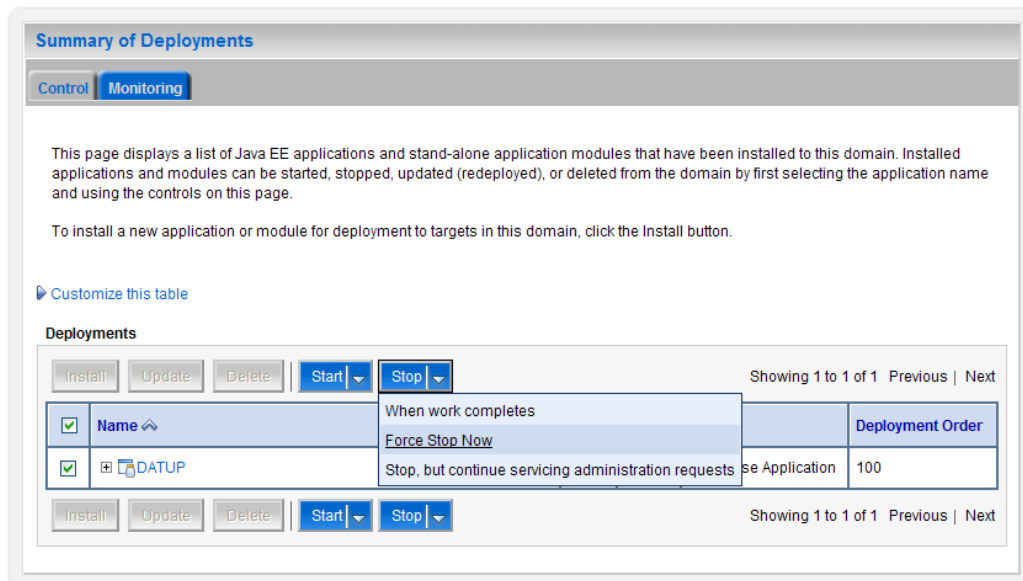 Summary of Deployments
Control Monitoring
This page displays a list of Java EE applications and stand-alone application modules that have been installed to this domain. Installed
applications and modules can be started, stopped, updated (redeployed), or deleted from the domain by first selecting the application name
and using the controls on this page.
To install a new application or module for deployment to targets in this domain, click the Install button.
Customize this table
Deployments
Install Update Delete Start Stop Showing 1 to 1 of 1 Previous | Next
Name Deployment Order
When work completes
Force Stop Now
Stop, but continue servicing administration requests
DATUP se Application 100
Install Update Delete Start Stop Showing 1 to 1 of 1 Previous | Next